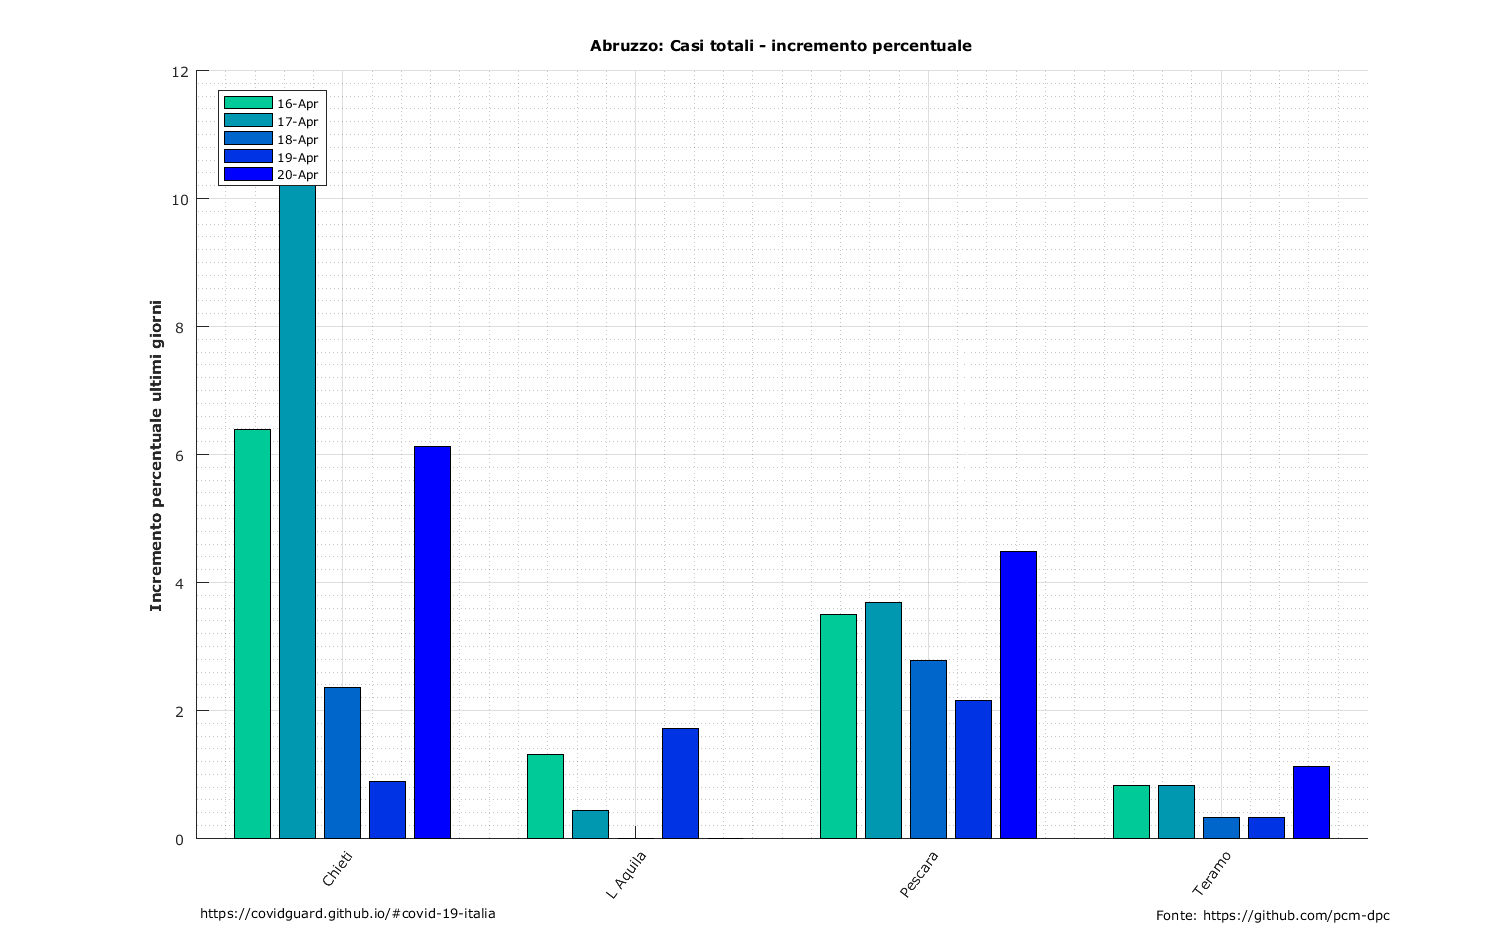 Abruzzo: Casi totali - incremento percentuale
12
10
8
6
4
2
0
Incremento percentuale ultimi giorni
16-Apr
17-Apr
18-Apr
19-Apr
20-Apr
Chieti
L Aquila
Pescara
Teramo
https://covidguard.github.io/#covid-19-italia
Fonte: https://github.com/pcm-dpc